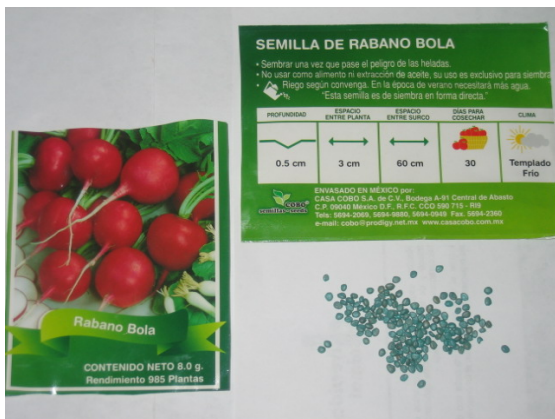 SEMILLA DE RABANO BOLA
• Sembrar una vez que pase el peligro de las heladas.
• No usar como alimento ni extracción de aceite, su uso es exclusivo para siembra
• Riego según convenga. En la época de verano necesitará más agua.
"Esta semilla es de siembra en forma directa."
PROFUNDIDAD
0.5 cm
ESPACIO
ENTRE PLANTA
3 cm
ESPACIO
ENTRE SURCO
60 cm
DÍAS PARA
COSECHAR
30
CLIMA
Templado
Frío
COBO
semillas-seeds
ENVASADO EN MÉXICO por:
CASA COBO S.A. de C.V., Bodega A-91 Central de Abasto
C.P. 09040 México D.F., R.F.C. CCO 590 715 - RI9
Tels: 5694-2069, 5694-9880, 5694-0949 Fax. 5694-2360
e-mail: cobo@prodigy.net.mx www.casacobo.com.mx
Rabano Bola
CONTENIDO NETO 8.0 g.
Rendimiento 985 Plantas